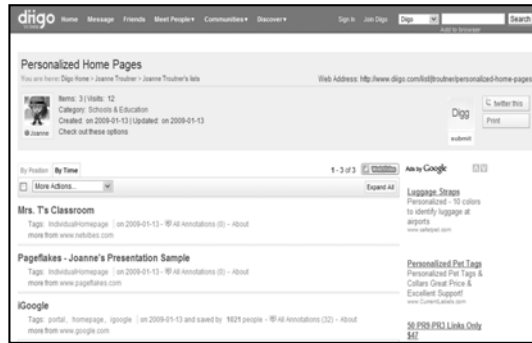 diigo Home Message Friends Meet People▾ Communities▾ Discover▾ Sign In Join Diigo Diigo Search
Add to browser
Personalized Home Pages
You are here: Diigo Home > Joanne Troutner > Joanne Troutner's lists
Web Address: http://www.diigo.com/list/jtroutner/personalized-home-pages
Items: 3 | Visits: 12
Category: Schools & Education
Created: on 2009-01-13 | Updated: on 2009-01-13
Check out these options
Joanne
Digg
submit
twitter this
Print
By Position By Time 1 - 3 of 3
More Actions... Expand All
Mrs. T's Classroom
Tags: IndividualHomepage | on 2009-01-13 - All Annotations (0) - About
more from www.netvibes.com
Pageflakes - Joanne's Presentation Sample
Tags: IndividualHomepage | on 2009-01-13 - All Annotations (0) - About
more from www.pageflakes.com
iGoogle
Tags: portal, homepage, igoogle | on 2009-01-13 and saved by 1021 people - All Annotations (32) - About
more from www.google.com
Ads by Google
Luggage Straps
Personalized - 10 colors
to identify luggage at
airports
www.safepet.com
Personalized Pet Tags
Personalized Pet Tags &
Collars Great Price &
Excellent Support!
www.CurrentLabels.com
50 PR9-PR3 Links Only
$47